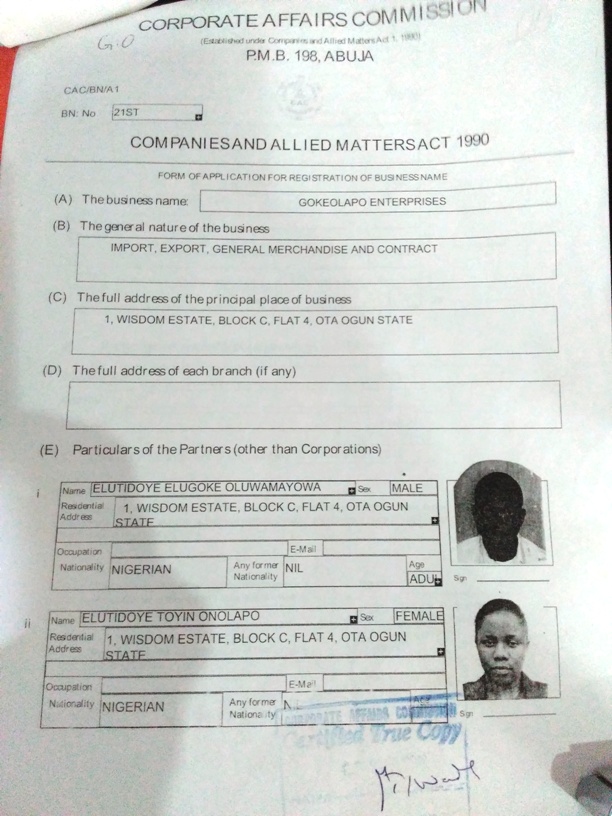 G.O
CORPORATE AFFAIRS COMMISSION
(Established under Companies and Allied Matters Act 1, 1990)
P.M.B. 198, ABUJA
CAC/BN/A1
BN: No 21ST
COMPANIES AND ALLIED MATTERS ACT 1990
FORM OF APPLICATION FOR REGISTRATION OF BUSINESS NAME
(A) The business name: GOKEOLAPO ENTERPRISES
(B) The general nature of the business
IMPORT, EXPORT, GENERAL MERCHANDISE AND CONTRACT
(C) The full address of the principal place of business
1, WISDOM ESTATE, BLOCK C, FLAT 4, OTA OGUN STATE
(D) The full address of each branch (if any)
(E) Particulars of the Partners (other than Corporations)
i Name ELUTIDOYE ELUGOKE OLUWAMAYOWA Sex MALE
Residential Address 1, WISDOM ESTATE, BLOCK C, FLAT 4, OTA OGUN
STATE
Occupation E-Mail
Nationality NIGERIAN Any former Nationality NIL Age ADUL
Sign
ii Name ELUTIDOYE TOYIN ONOLAPO Sex FEMALE
Residential Address 1, WISDOM ESTATE, BLOCK C, FLAT 4, OTA OGUN
STATE
Occupation E-Mail
Nationality NIGERIAN Any former Nationality Age
Sign
CORPORATE AFFAIRS COMMISSION
Certified True Copy